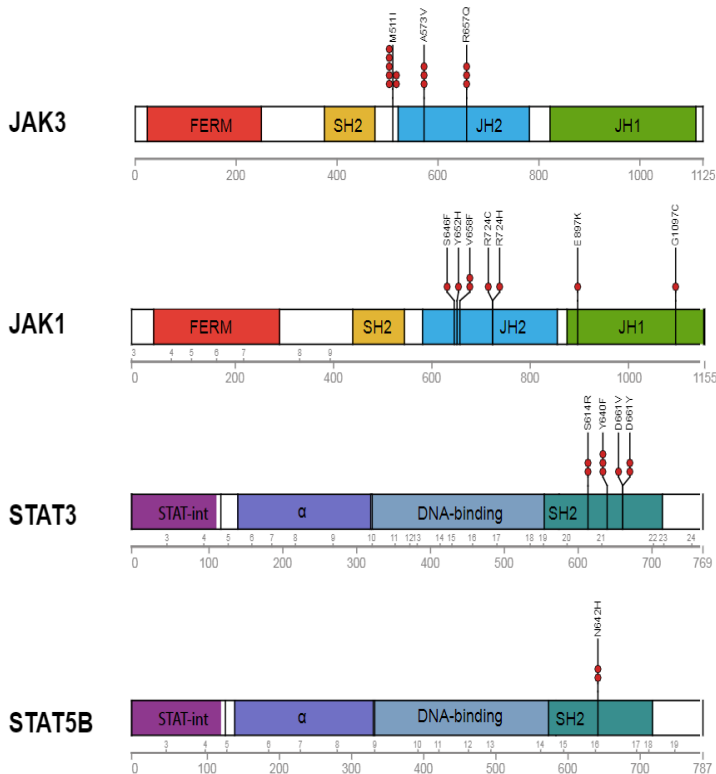 M511I
A573V
R657Q
JAK3
FERM
SH2
JH2
JH1
0 200 400 600 800 1000 1125
S646F
Y652H
V658F
R724C
R724H
E897K
G1097C
JAK1
FERM
SH2
JH2
JH1
3 4 5 6 7 8 9
0 200 400 600 800 1000 1155
S614R
Y640F
D661V
D661Y
STAT3
STAT-int
α
DNA-binding
SH2
3 4 5 6 7 8 9 10 11 12 13 14 15 16 17 18 19 20 21 22 23 24
0 100 200 300 400 500 600 700 769
N642H
STAT5B
STAT-int
α
DNA-binding
SH2
3 4 5 6 7 8 9 10 11 12 13 14 15 16 17 18 19
0 100 200 300 400 500 600 700 787